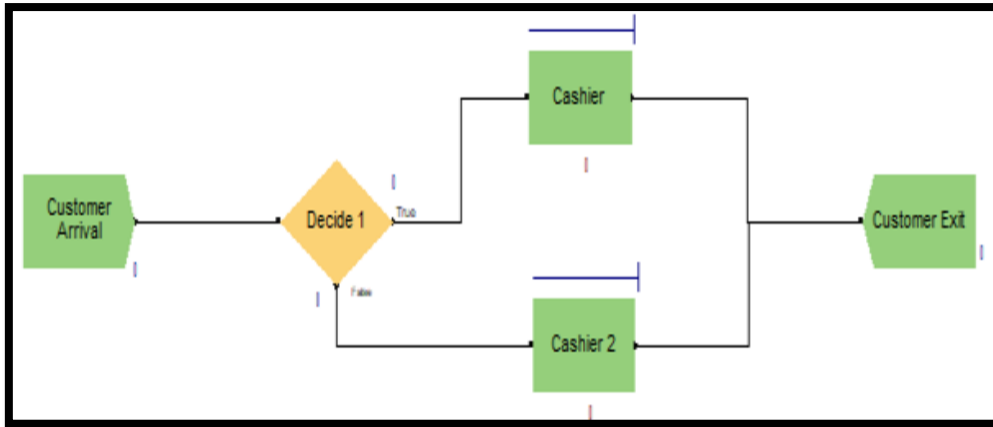 Cashier
Customer
Arrival
Decide 1
True
Customer Exit
False
Cashier 2